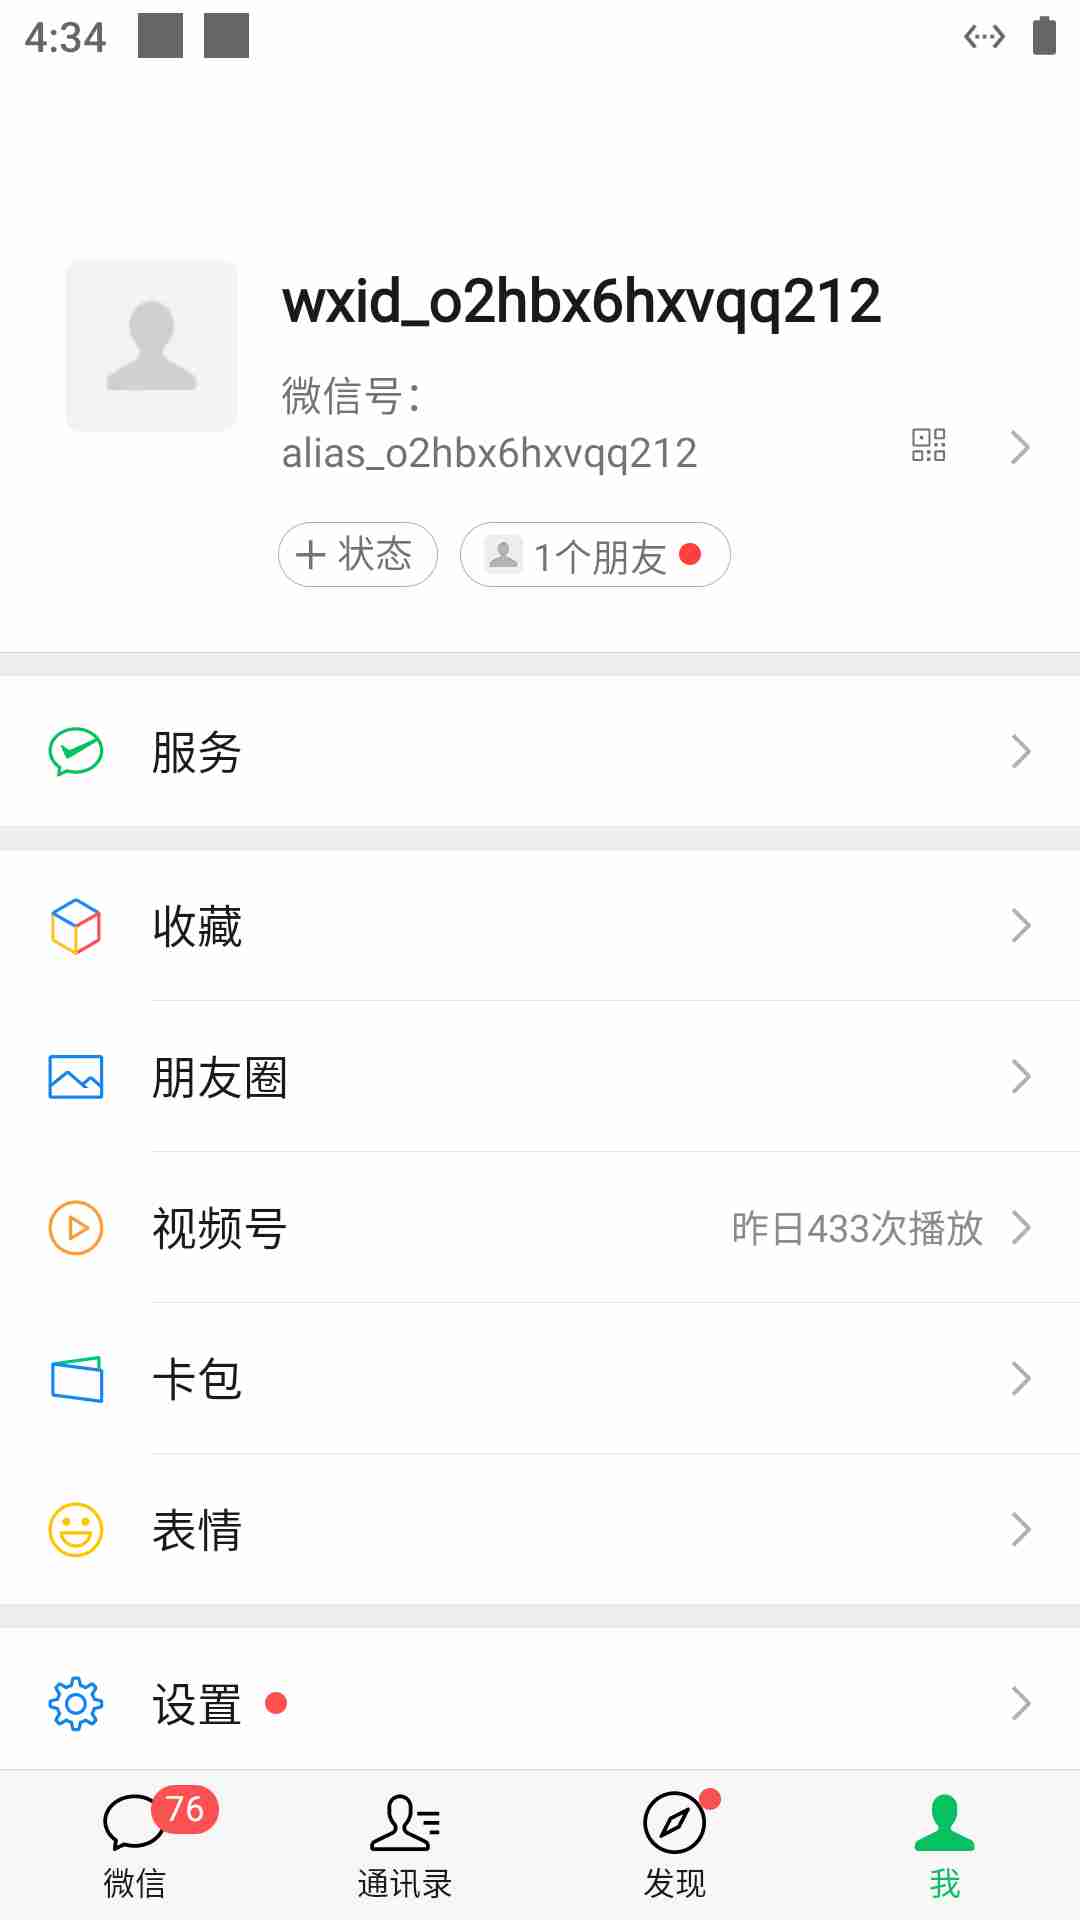 4:34
wxid_o2hbx6hxvqq212
微信号：
alias_o2hbx6hxvqq212
状态
1个朋友
服务
收藏
朋友圈
视频号
昨日433次播放
卡包
表情
设置
76
微信
通讯录
发现
我